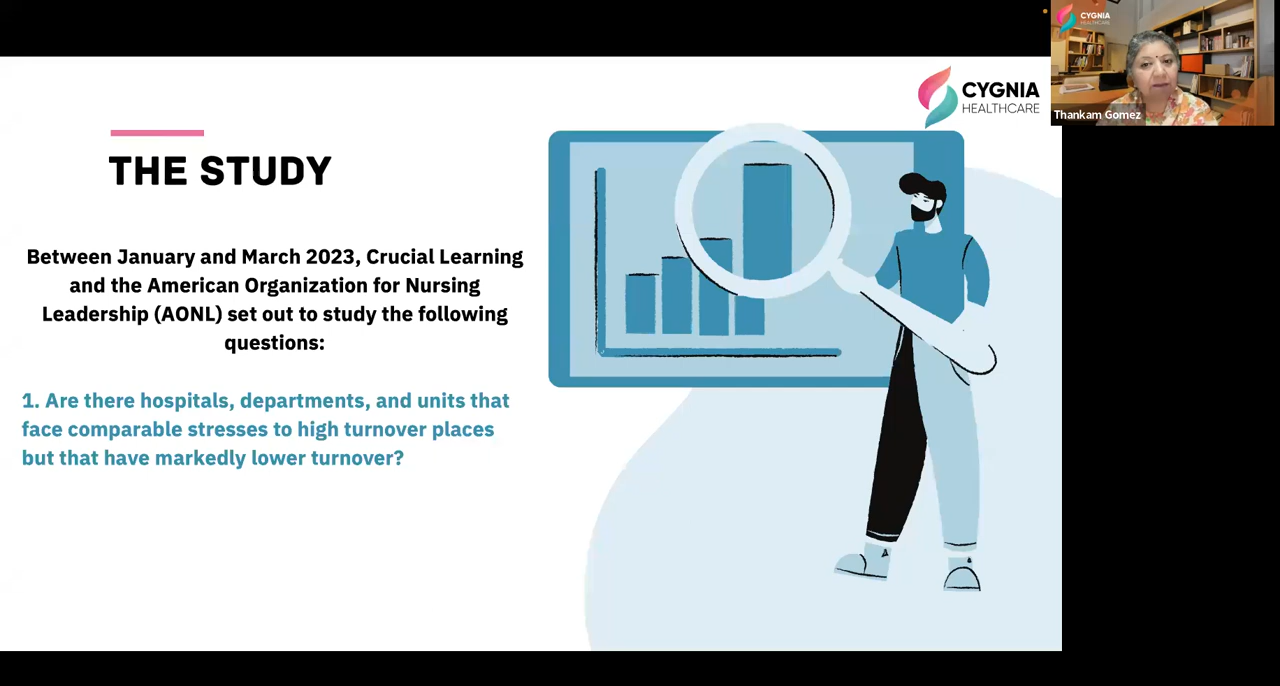 CYGNIA
HEALTHCARE
Thankam Gomez
CYGNIA
HEALTHCARE
THE STUDY
Between January and March 2023, Crucial Learning
and the American Organization for Nursing
Leadership (AONL) set out to study the following
questions:
1. Are there hospitals, departments, and units that
face comparable stresses to high turnover places
but that have markedly lower turnover?